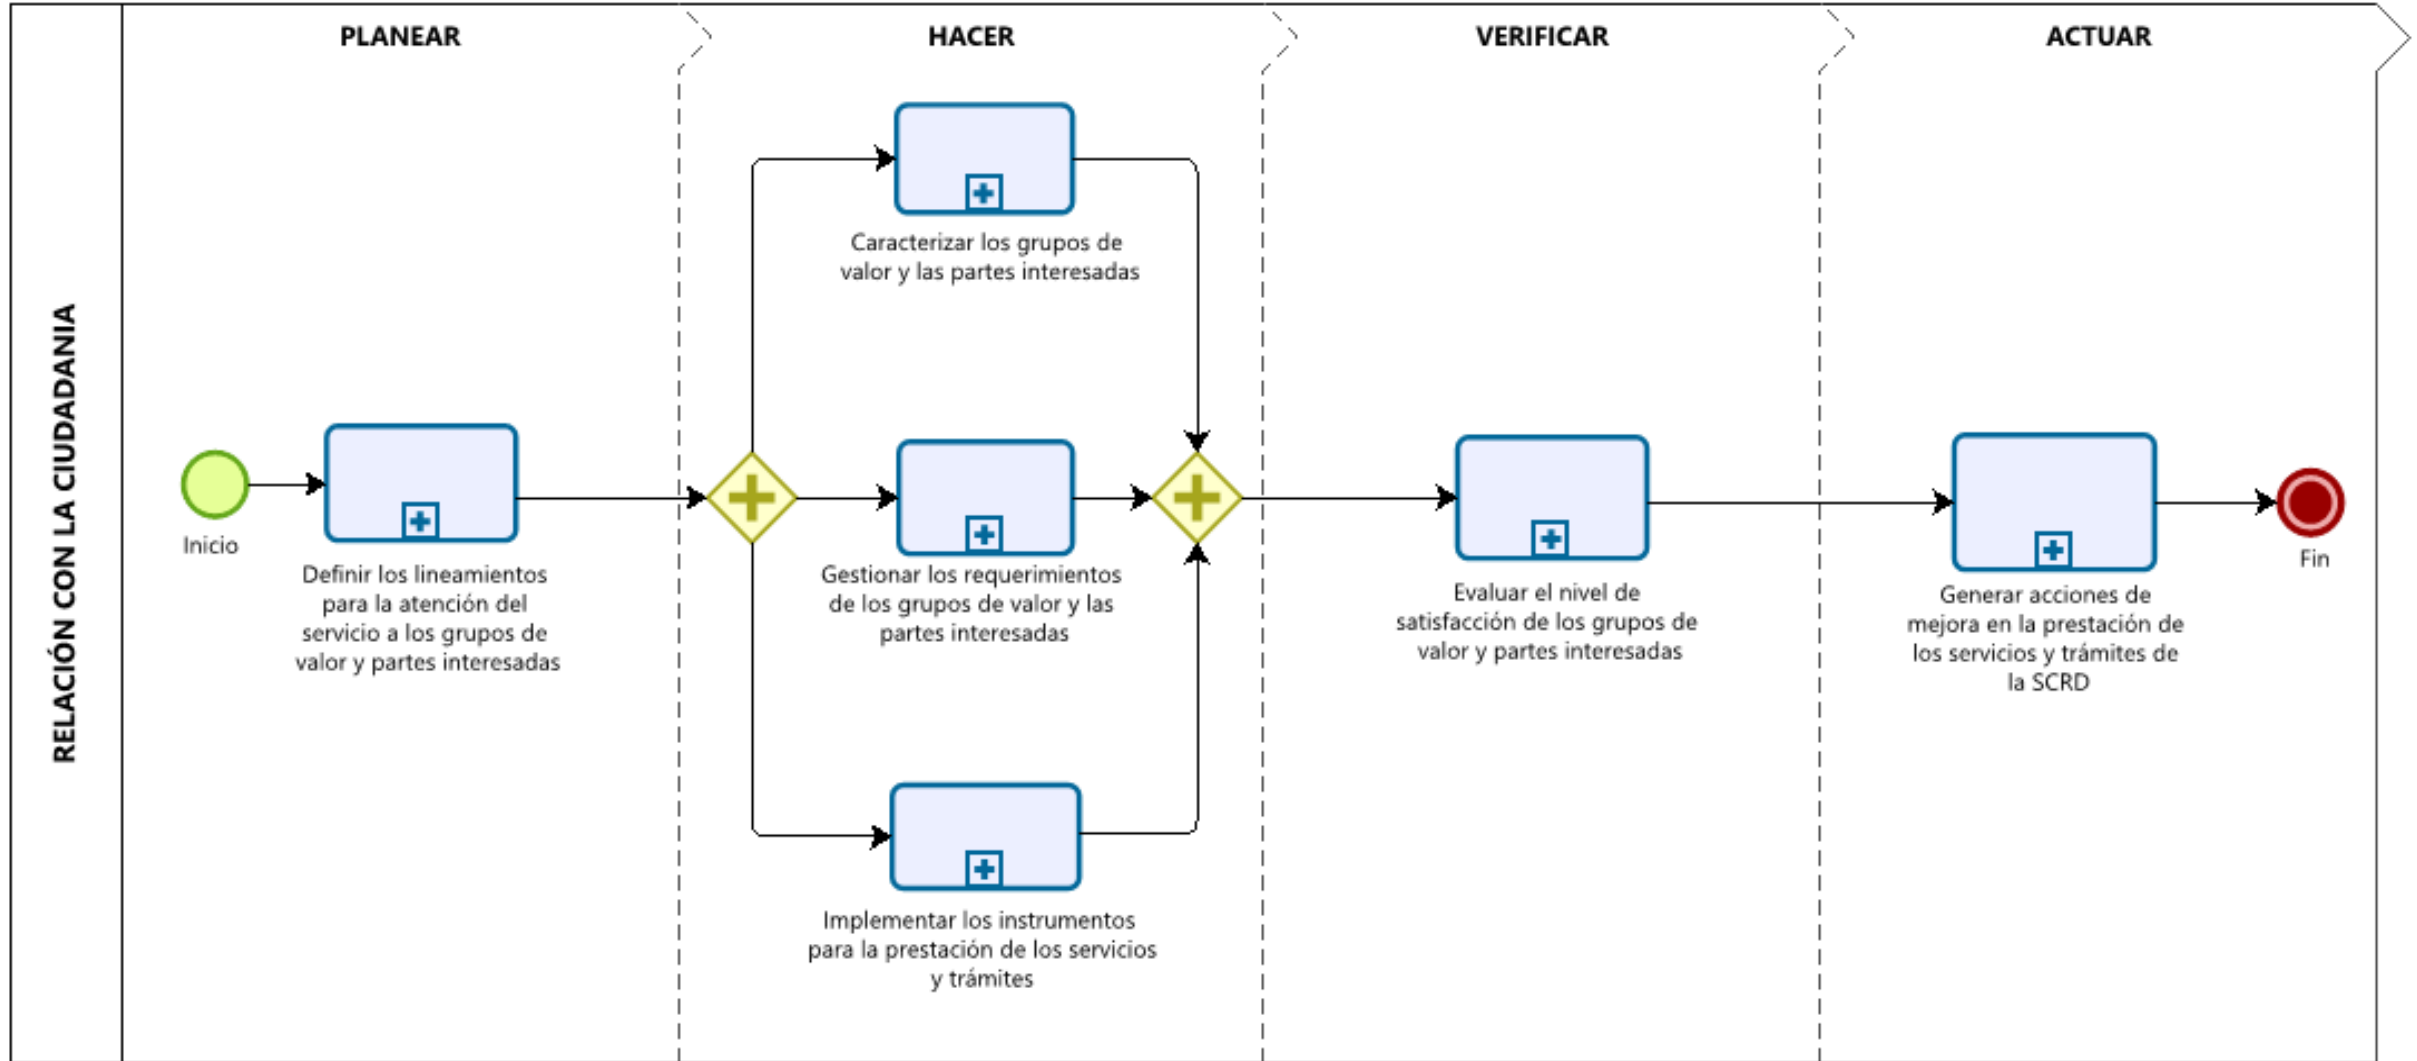 RELACIÓN CON LA CIUDADANIA
PLANEAR
HACER
VERIFICAR
ACTUAR
Inicio
Definir los lineamientos
para la atención del
servicio a los grupos de
valor y partes interesadas
Caracterizar los grupos de
valor y las partes interesadas
Gestionar los requerimientos
de los grupos de valor y las
partes interesadas
Implementar los instrumentos
para la prestación de los servicios
y trámites
Evaluar el nivel de
satisfacción de los grupos de
valor y partes interesadas
Generar acciones de
mejora en la prestación de
los servicios y trámites de
la SCRD
Fin